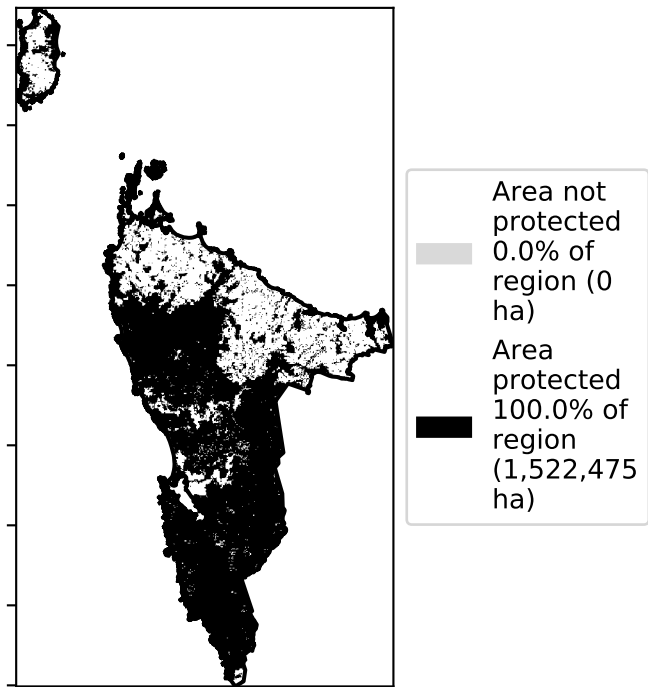 Area not
protected
0.0% of
region (0
ha)
Area
protected
100.0% of
region
(1,522,475
ha)